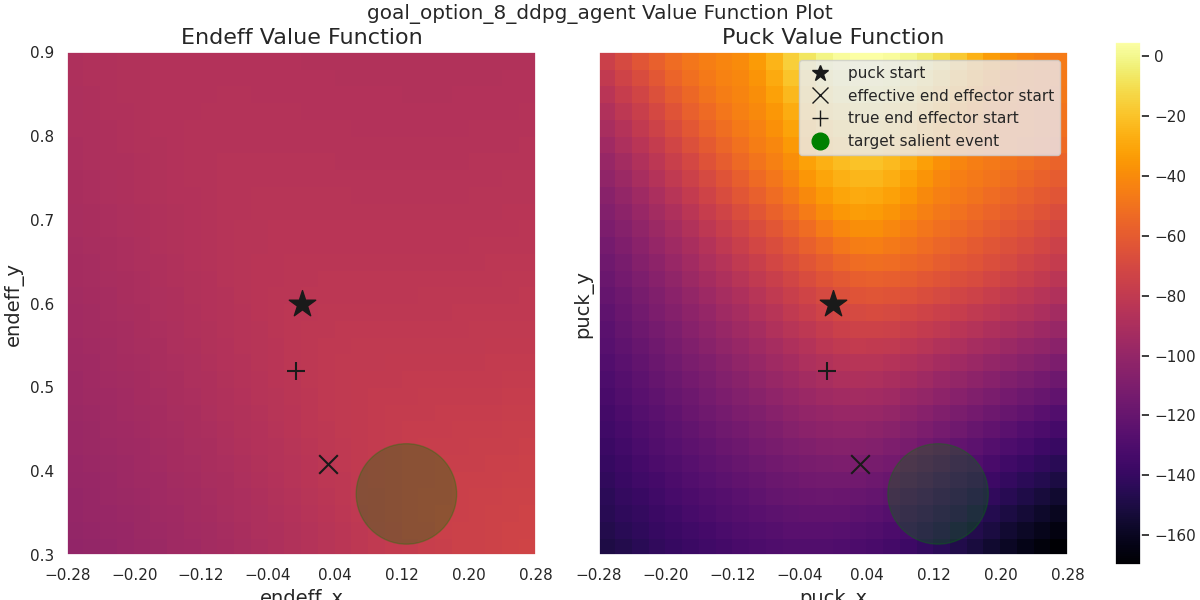 goal_option_8_ddpg_agent Value Function Plot
Endeff Value Function
Puck Value Function
0.9
0.8
0.7
0.6
0.5
0.4
0.3
endeff_y
−0.28 −0.20 −0.12 −0.04 0.04 0.12 0.20 0.28
endeff_x
puck_y
puck start
effective end effector start
true end effector start
target salient event
−0.28 −0.20 −0.12 −0.04 0.04 0.12 0.20 0.28
puck_x
0
−20
−40
−60
−80
−100
−120
−140
−160